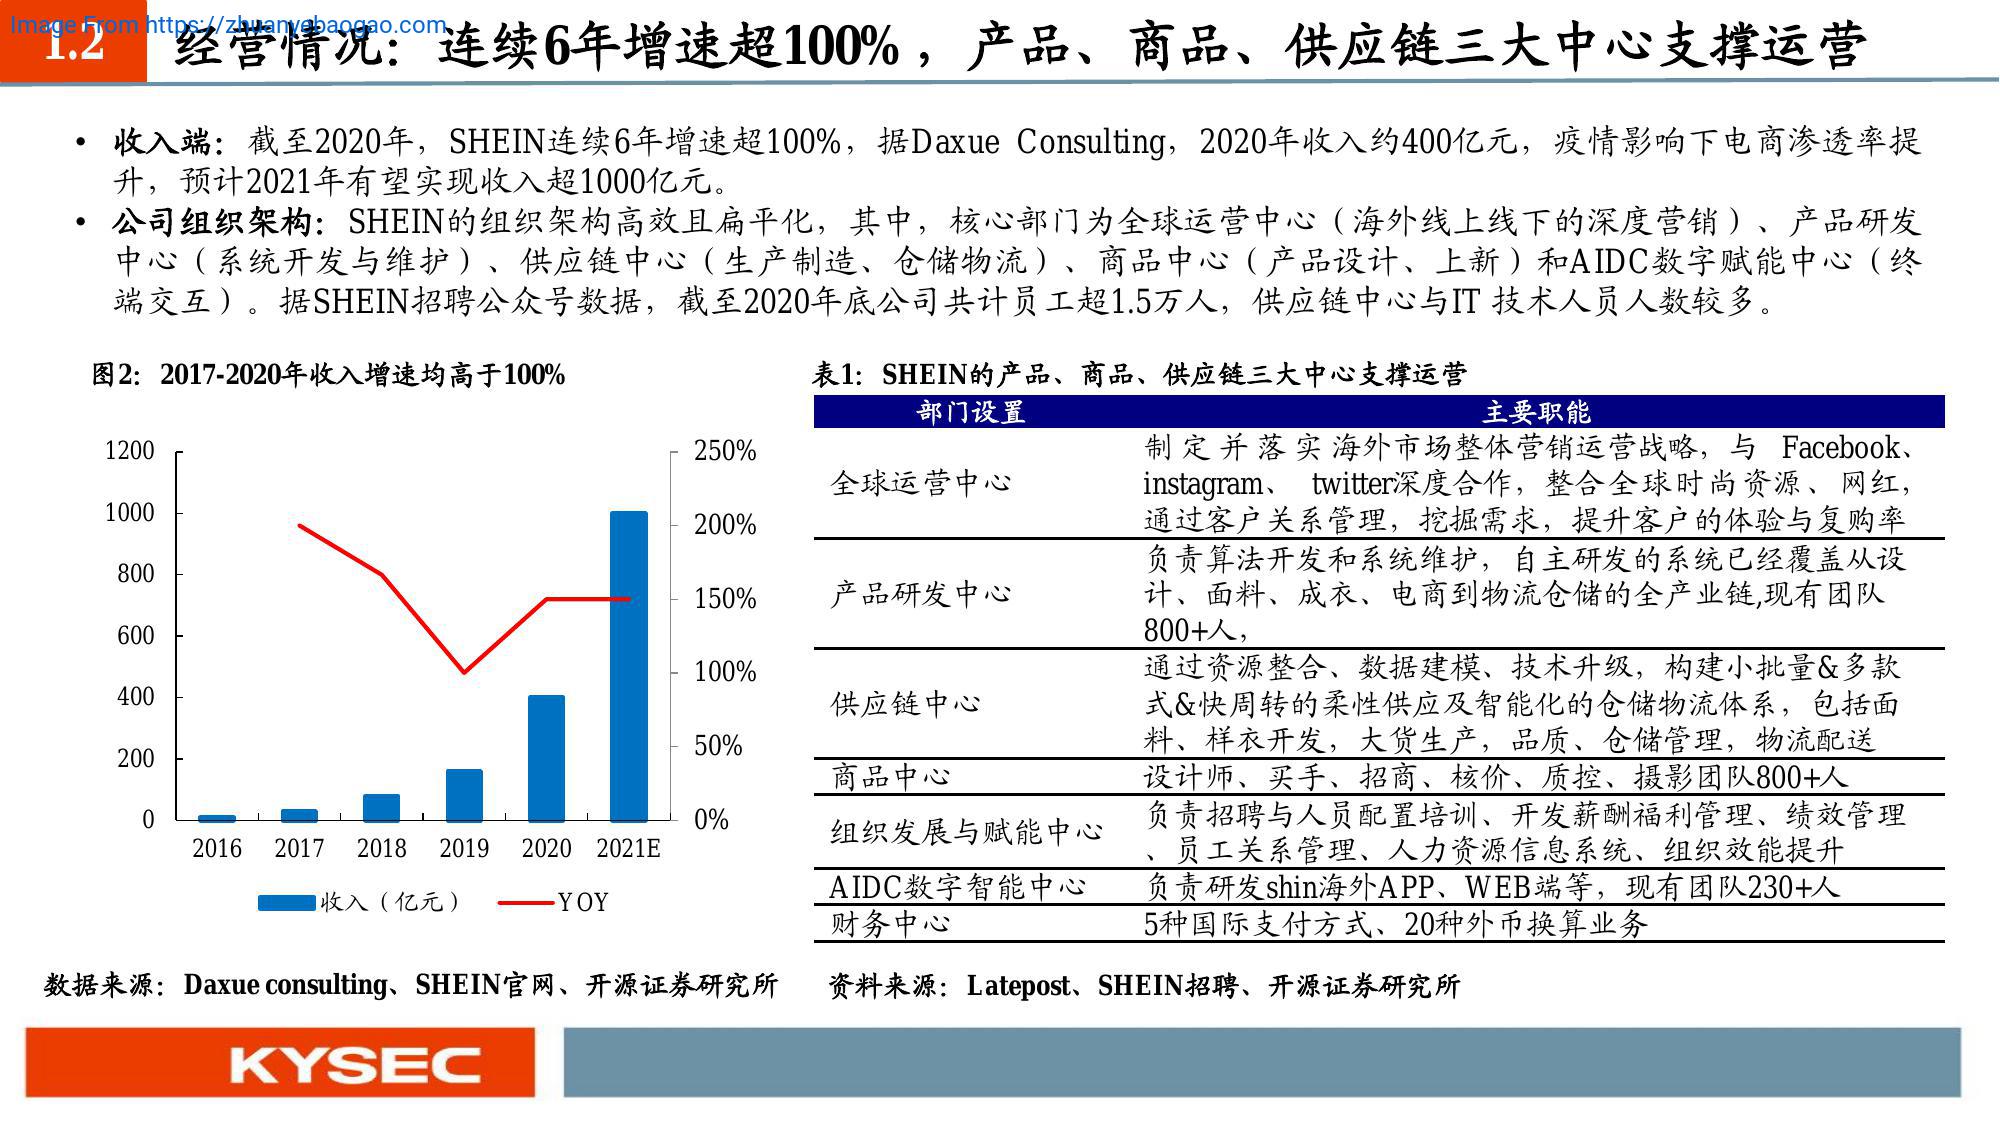 Image From https://zhuanyebaogao.com
1.2 经营情况：连续6年增速超100%，产品、商品、供应链三大中心支撑运营
• 收入端：截至2020年，SHEIN连续6年增速超100%，据Daxue Consulting，2020年收入约400亿元，疫情影响下电商渗透率提
升，预计2021年有望实现收入超1000亿元。
• 公司组织架构：SHEIN的组织架构高效且扁平化，其中，核心部门为全球运营中心（海外线上线下的深度营销）、产品研发
中心（系统开发与维护）、供应链中心（生产制造、仓储物流）、商品中心（产品设计、上新）和AIDC数字赋能中心（终
端交互）。据SHEIN招聘公众号数据，截至2020年底公司共计员工超1.5万人，供应链中心与IT 技术人员人数较多。
图2：2017-2020年收入增速均高于100%
1200
1000
800
600
400
200
0
250%
200%
150%
100%
50%
0%
2016 2017 2018 2019 2020 2021E
收入（亿元） YOY
数据来源：Daxue consulting、SHEIN官网、开源证券研究所
表1：SHEIN的产品、商品、供应链三大中心支撑运营
部门设置 主要职能
全球运营中心
制定并落实海外市场整体营销运营战略，与 Facebook、
instagram、 twitter深度合作，整合全球时尚资源、网红，
通过客户关系管理，挖掘需求，提升客户的体验与复购率
产品研发中心
负责算法开发和系统维护，自主研发的系统已经覆盖从设
计、面料、成衣、电商到物流仓储的全产业链,现有团队
800+人，
供应链中心
通过资源整合、数据建模、技术升级，构建小批量&多款
式&快周转的柔性供应及智能化的仓储物流体系，包括面
料、样衣开发，大货生产，品质、仓储管理，物流配送
商品中心 设计师、买手、招商、核价、质控、摄影团队800+人
组织发展与赋能中心
负责招聘与人员配置培训、开发薪酬福利管理、绩效管理
、员工关系管理、人力资源信息系统、组织效能提升
AIDC数字智能中心 负责研发shin海外APP、WEB端等，现有团队230+人
财务中心 5种国际支付方式、20种外币换算业务
资料来源：Latepost、SHEIN招聘、开源证券研究所
KYSEC